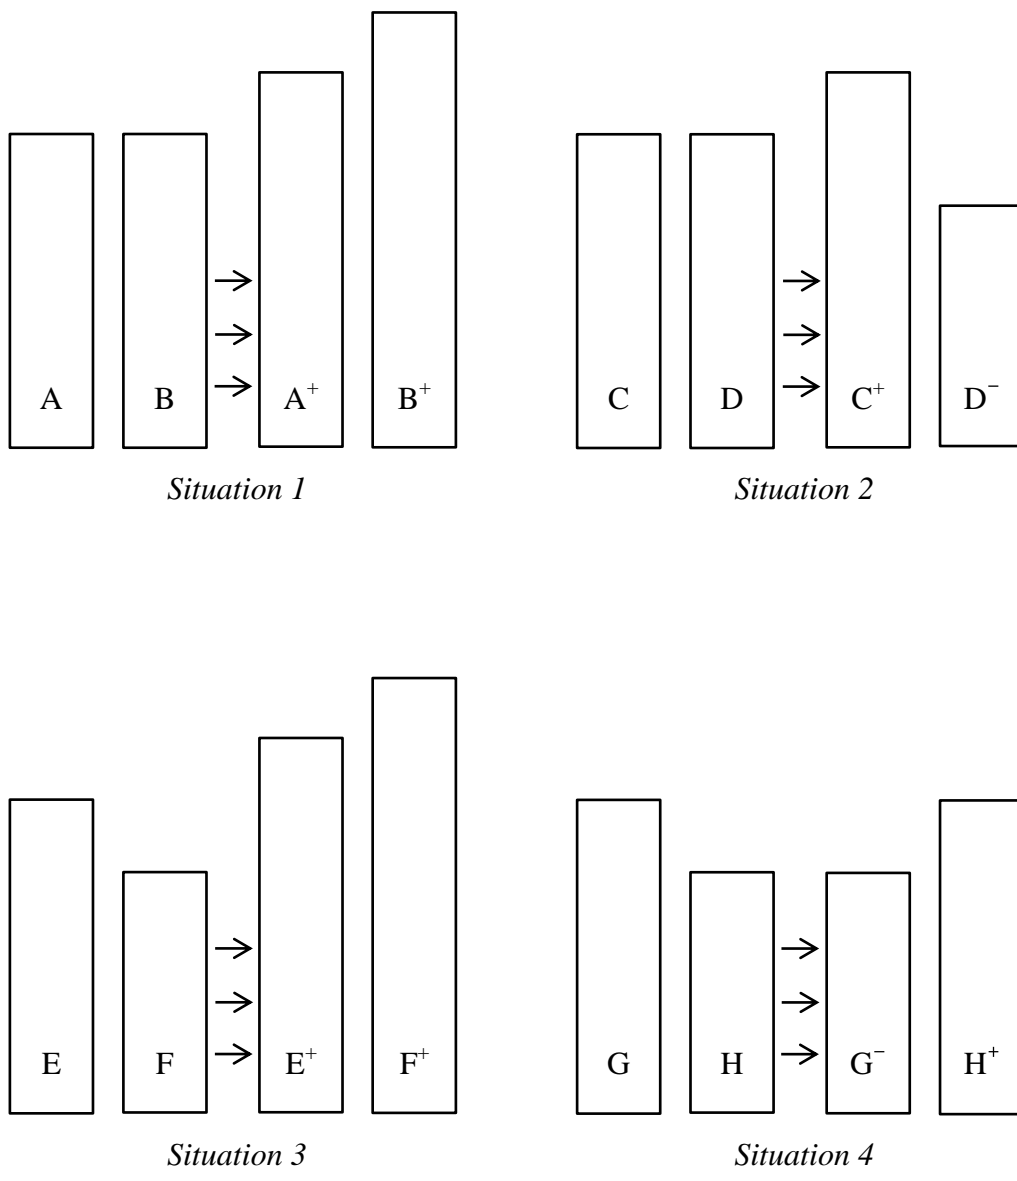 A B A⁺ B⁺
Situation 1
C D C⁺ D⁻
Situation 2
E F E⁺ F⁺
Situation 3
G H G⁻ H⁺
Situation 4